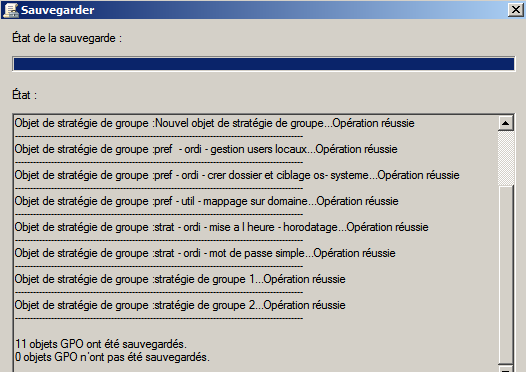 Sauvegarder
État de la sauvegarde :
État :
Objet de stratégie de groupe :Nouvel objet de stratégie de groupe...Opération réussie
Objet de stratégie de groupe :pref - ordi - gestion users locaux...Opération réussie
Objet de stratégie de groupe :pref - ordi - crer dossier et ciblage os- systeme...Opération réussie
Objet de stratégie de groupe :pref - util - mappage sur domaine...Opération réussie
Objet de stratégie de groupe :strat - ordi - mise a l heure - horodatage...Opération réussie
Objet de stratégie de groupe :strat - ordi - mot de passe simple...Opération réussie
Objet de stratégie de groupe :stratégie de groupe 1...Opération réussie
Objet de stratégie de groupe :stratégie de groupe 2...Opération réussie
11 objets GPO ont été sauvegardés.
0 objets GPO n'ont pas été sauvegardés.